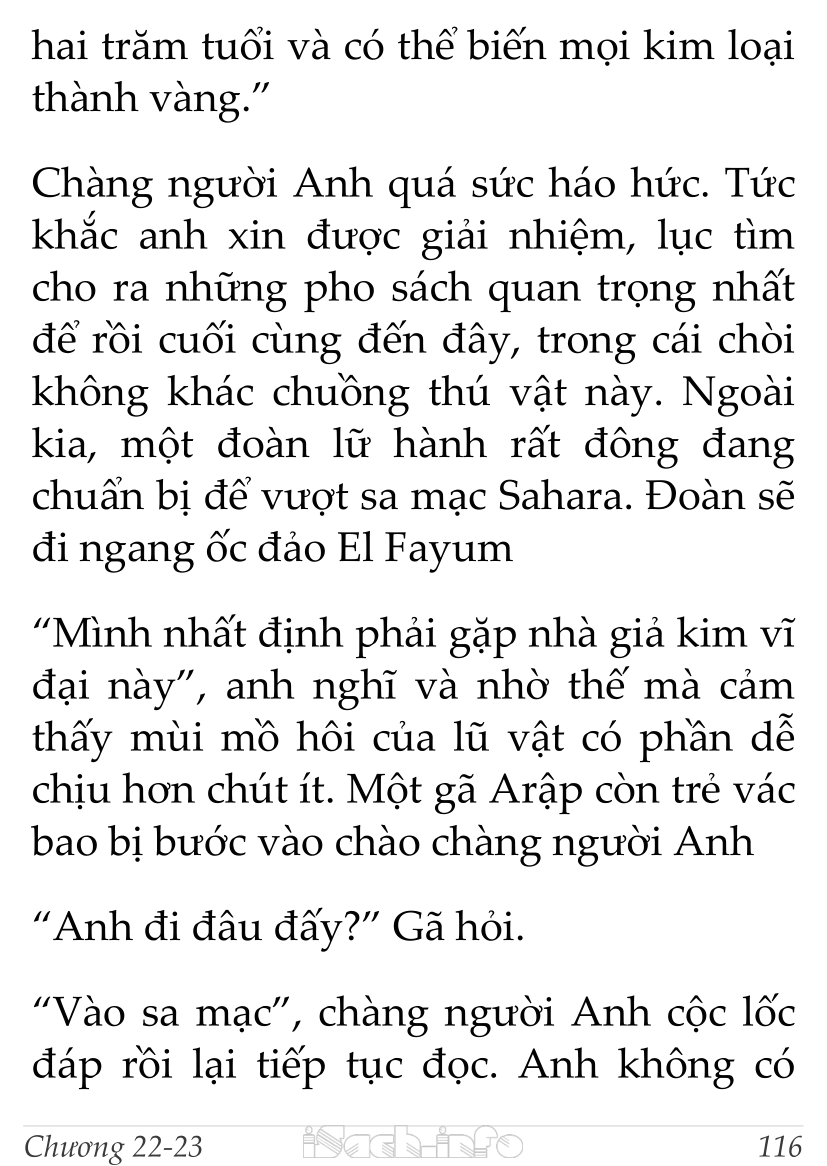 hai trăm tuổi và có thể biến mọi kim loại
thành vàng.”
Chàng người Anh quá sức háo hức. Tức
khắc anh xin được giải nhiệm, lục tìm
cho ra những pho sách quan trọng nhất
để rồi cuối cùng đến đây, trong cái chòi
không khác chuồng thú vật này. Ngoài
kia, một đoàn lữ hành rất đông đang
chuẩn bị để vượt sa mạc Sahara. Đoàn sẽ
đi ngang ốc đảo El Fayum
“Mình nhất định phải gặp nhà giả kim vĩ
đại này”, anh nghĩ và nhờ thế mà cảm
thấy mùi mồ hôi của lũ vật có phần dễ
chịu hơn chút ít. Một gã Arập còn trẻ vác
bao bị bước vào chào chàng người Anh
“Anh đi đâu đấy?” Gã hỏi.
“Vào sa mạc”, chàng người Anh cộc lốc
đáp rồi lại tiếp tục đọc. Anh không có
Chương 22-23 iSach.info 116